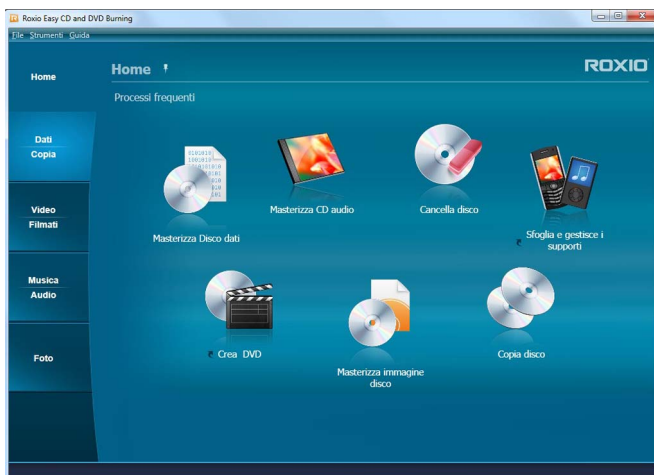 Roxio Easy CD and DVD Burning
File Strumenti Guida
Home
Dati
Copia
Video
Filmati
Musica
Audio
Foto
Home
ROXIO
Processi frequenti
Masterizza Disco dati
Masterizza CD audio
Cancella disco
Sfoglia e gestisce i
supporti
Crea DVD
Masterizza immagine
disco
Copia disco